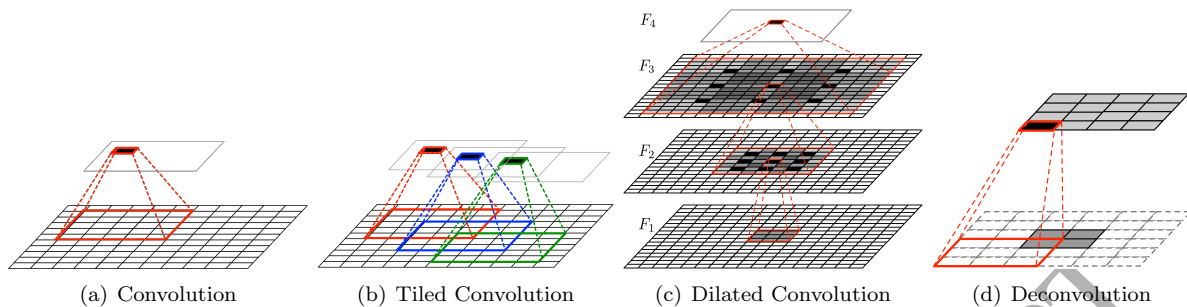 F4
F3
F2
F1
(a) Convolution
(b) Tiled Convolution
(c) Dilated Convolution
(d) Deconvolution